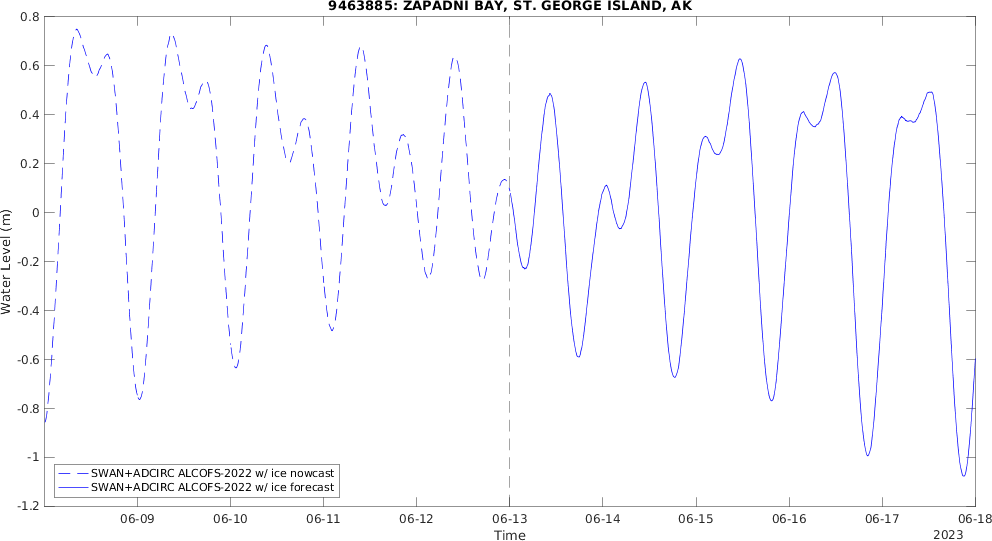 9463885: ZAPADNI BAY, ST. GEORGE ISLAND, AK
0.8
0.6
0.4
0.2
0
-0.2
-0.4
-0.6
-0.8
-1
-1.2
Water Level (m)
SWAN+ADCIRC ALCOFS-2022 w/ ice nowcast
SWAN+ADCIRC ALCOFS-2022 w/ ice forecast
06-09 06-10 06-11 06-12 06-13 06-14 06-15 06-16 06-17 06-18
Time
2023